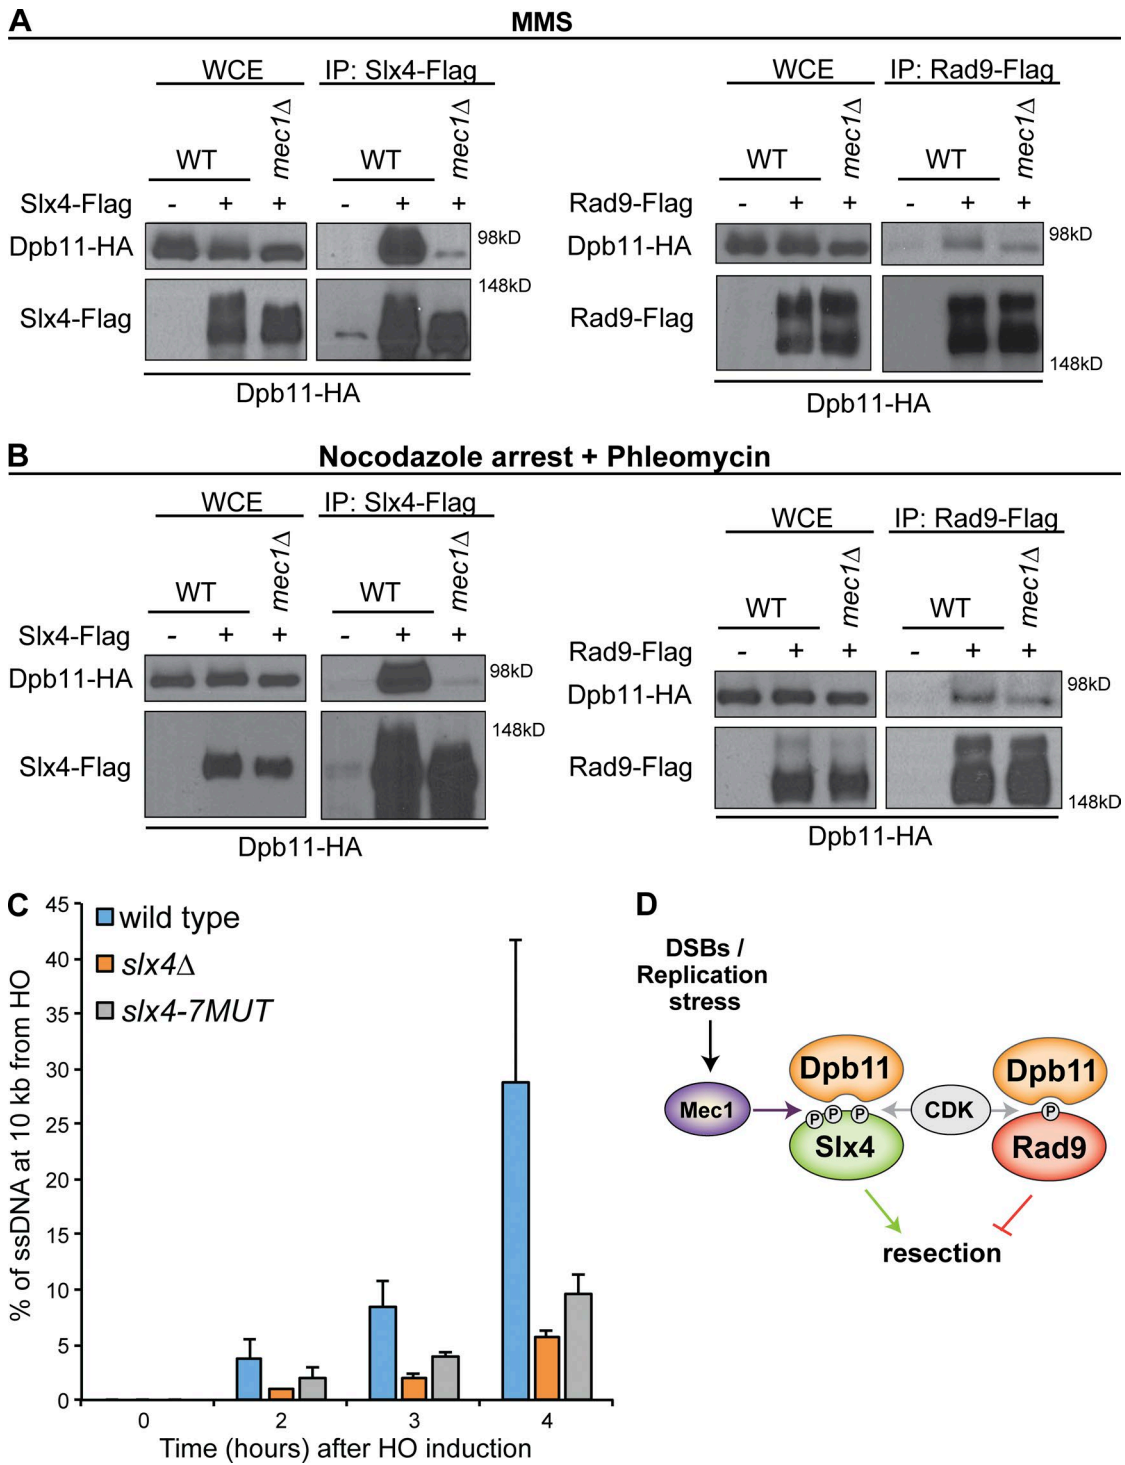 A
MMS
WCE IP: Slx4-Flag
WT mec1Δ WT mec1Δ
Slx4-Flag - + + - + +
Dpb11-HA 98kD
148kD
Slx4-Flag
Dpb11-HA
WCE IP: Rad9-Flag
WT mec1Δ WT mec1Δ
Rad9-Flag - + + - + +
Dpb11-HA 98kD
Rad9-Flag
148kD
Dpb11-HA
B
Nocodazole arrest + Phleomycin
WCE IP: Slx4-Flag
WT mec1Δ WT mec1Δ
Slx4-Flag - + + - + +
Dpb11-HA 98kD
148kD
Slx4-Flag
Dpb11-HA
WCE IP: Rad9-Flag
WT mec1Δ WT mec1Δ
Rad9-Flag - + + - + +
Dpb11-HA 98kD
Rad9-Flag
148kD
Dpb11-HA
C
% of ssDNA at 10 kb from HO
45
40
35
30
25
20
15
10
5
0
wild type
slx4Δ
slx4-7MUT
0 2 3 4
Time (hours) after HO induction
D
DSBs /
Replication
stress
Dpb11 Dpb11
Mec1 P P P CDK P
Slx4 Rad9
resection